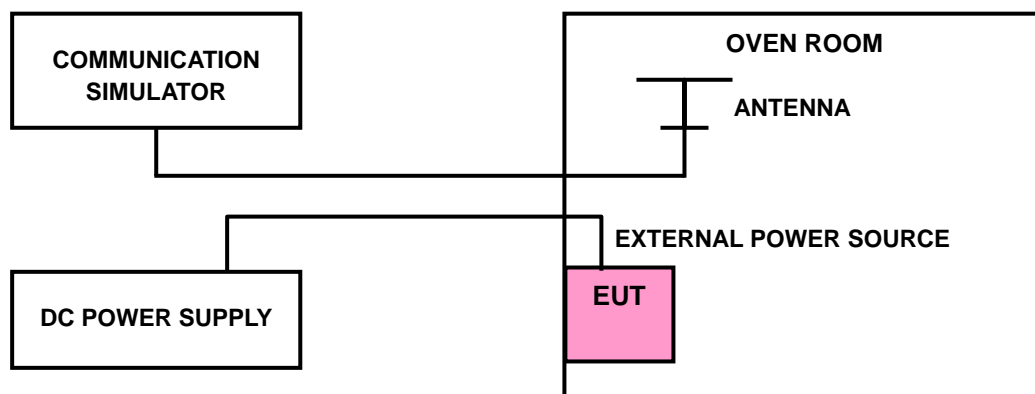 COMMUNICATION
SIMULATOR
OVEN ROOM
ANTENNA
EXTERNAL POWER SOURCE
EUT
DC POWER SUPPLY